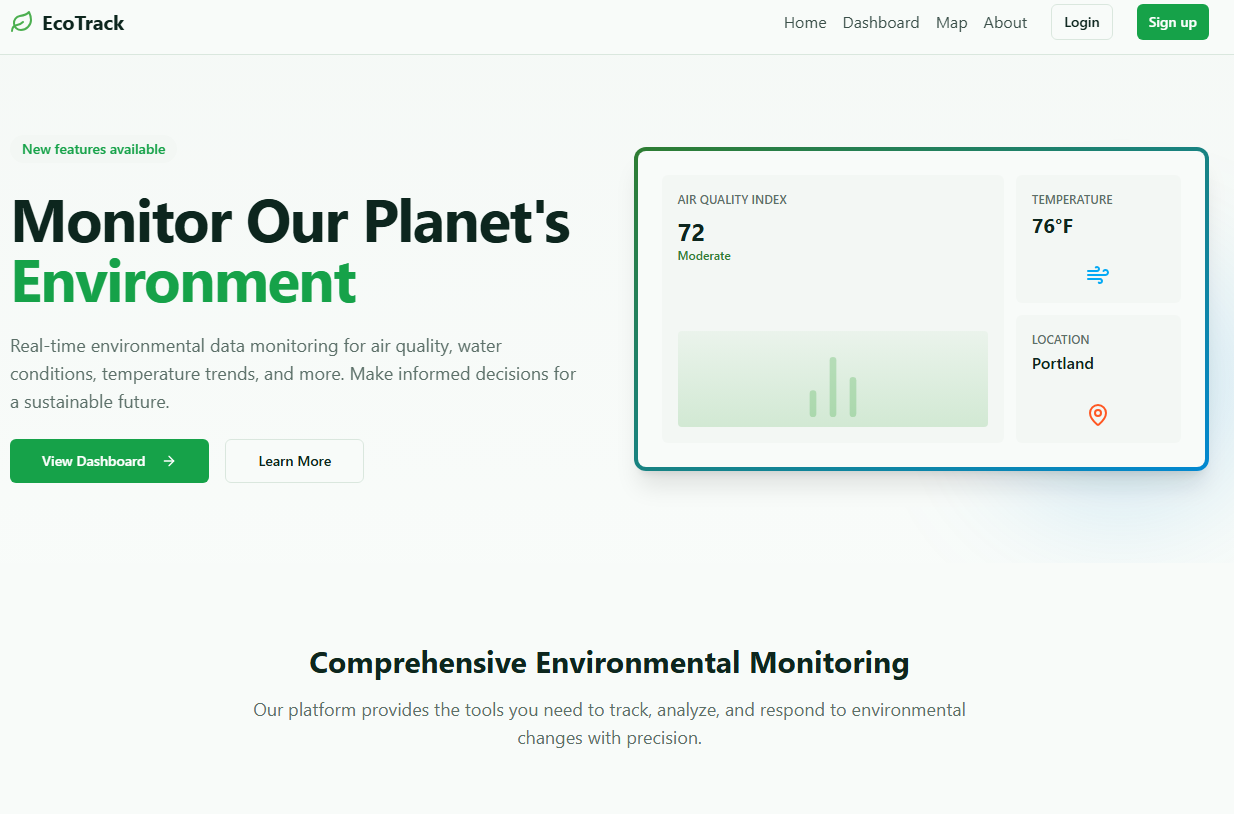 EcoTrack
Home Dashboard Map About Login Sign up
New features available
Monitor Our Planet's
Environment
Real-time environmental data monitoring for air quality, water
conditions, temperature trends, and more. Make informed decisions for
a sustainable future.
View Dashboard
Learn More
AIR QUALITY INDEX
72
Moderate
TEMPERATURE
76°F
LOCATION
Portland
Comprehensive Environmental Monitoring
Our platform provides the tools you need to track, analyze, and respond to environmental
changes with precision.